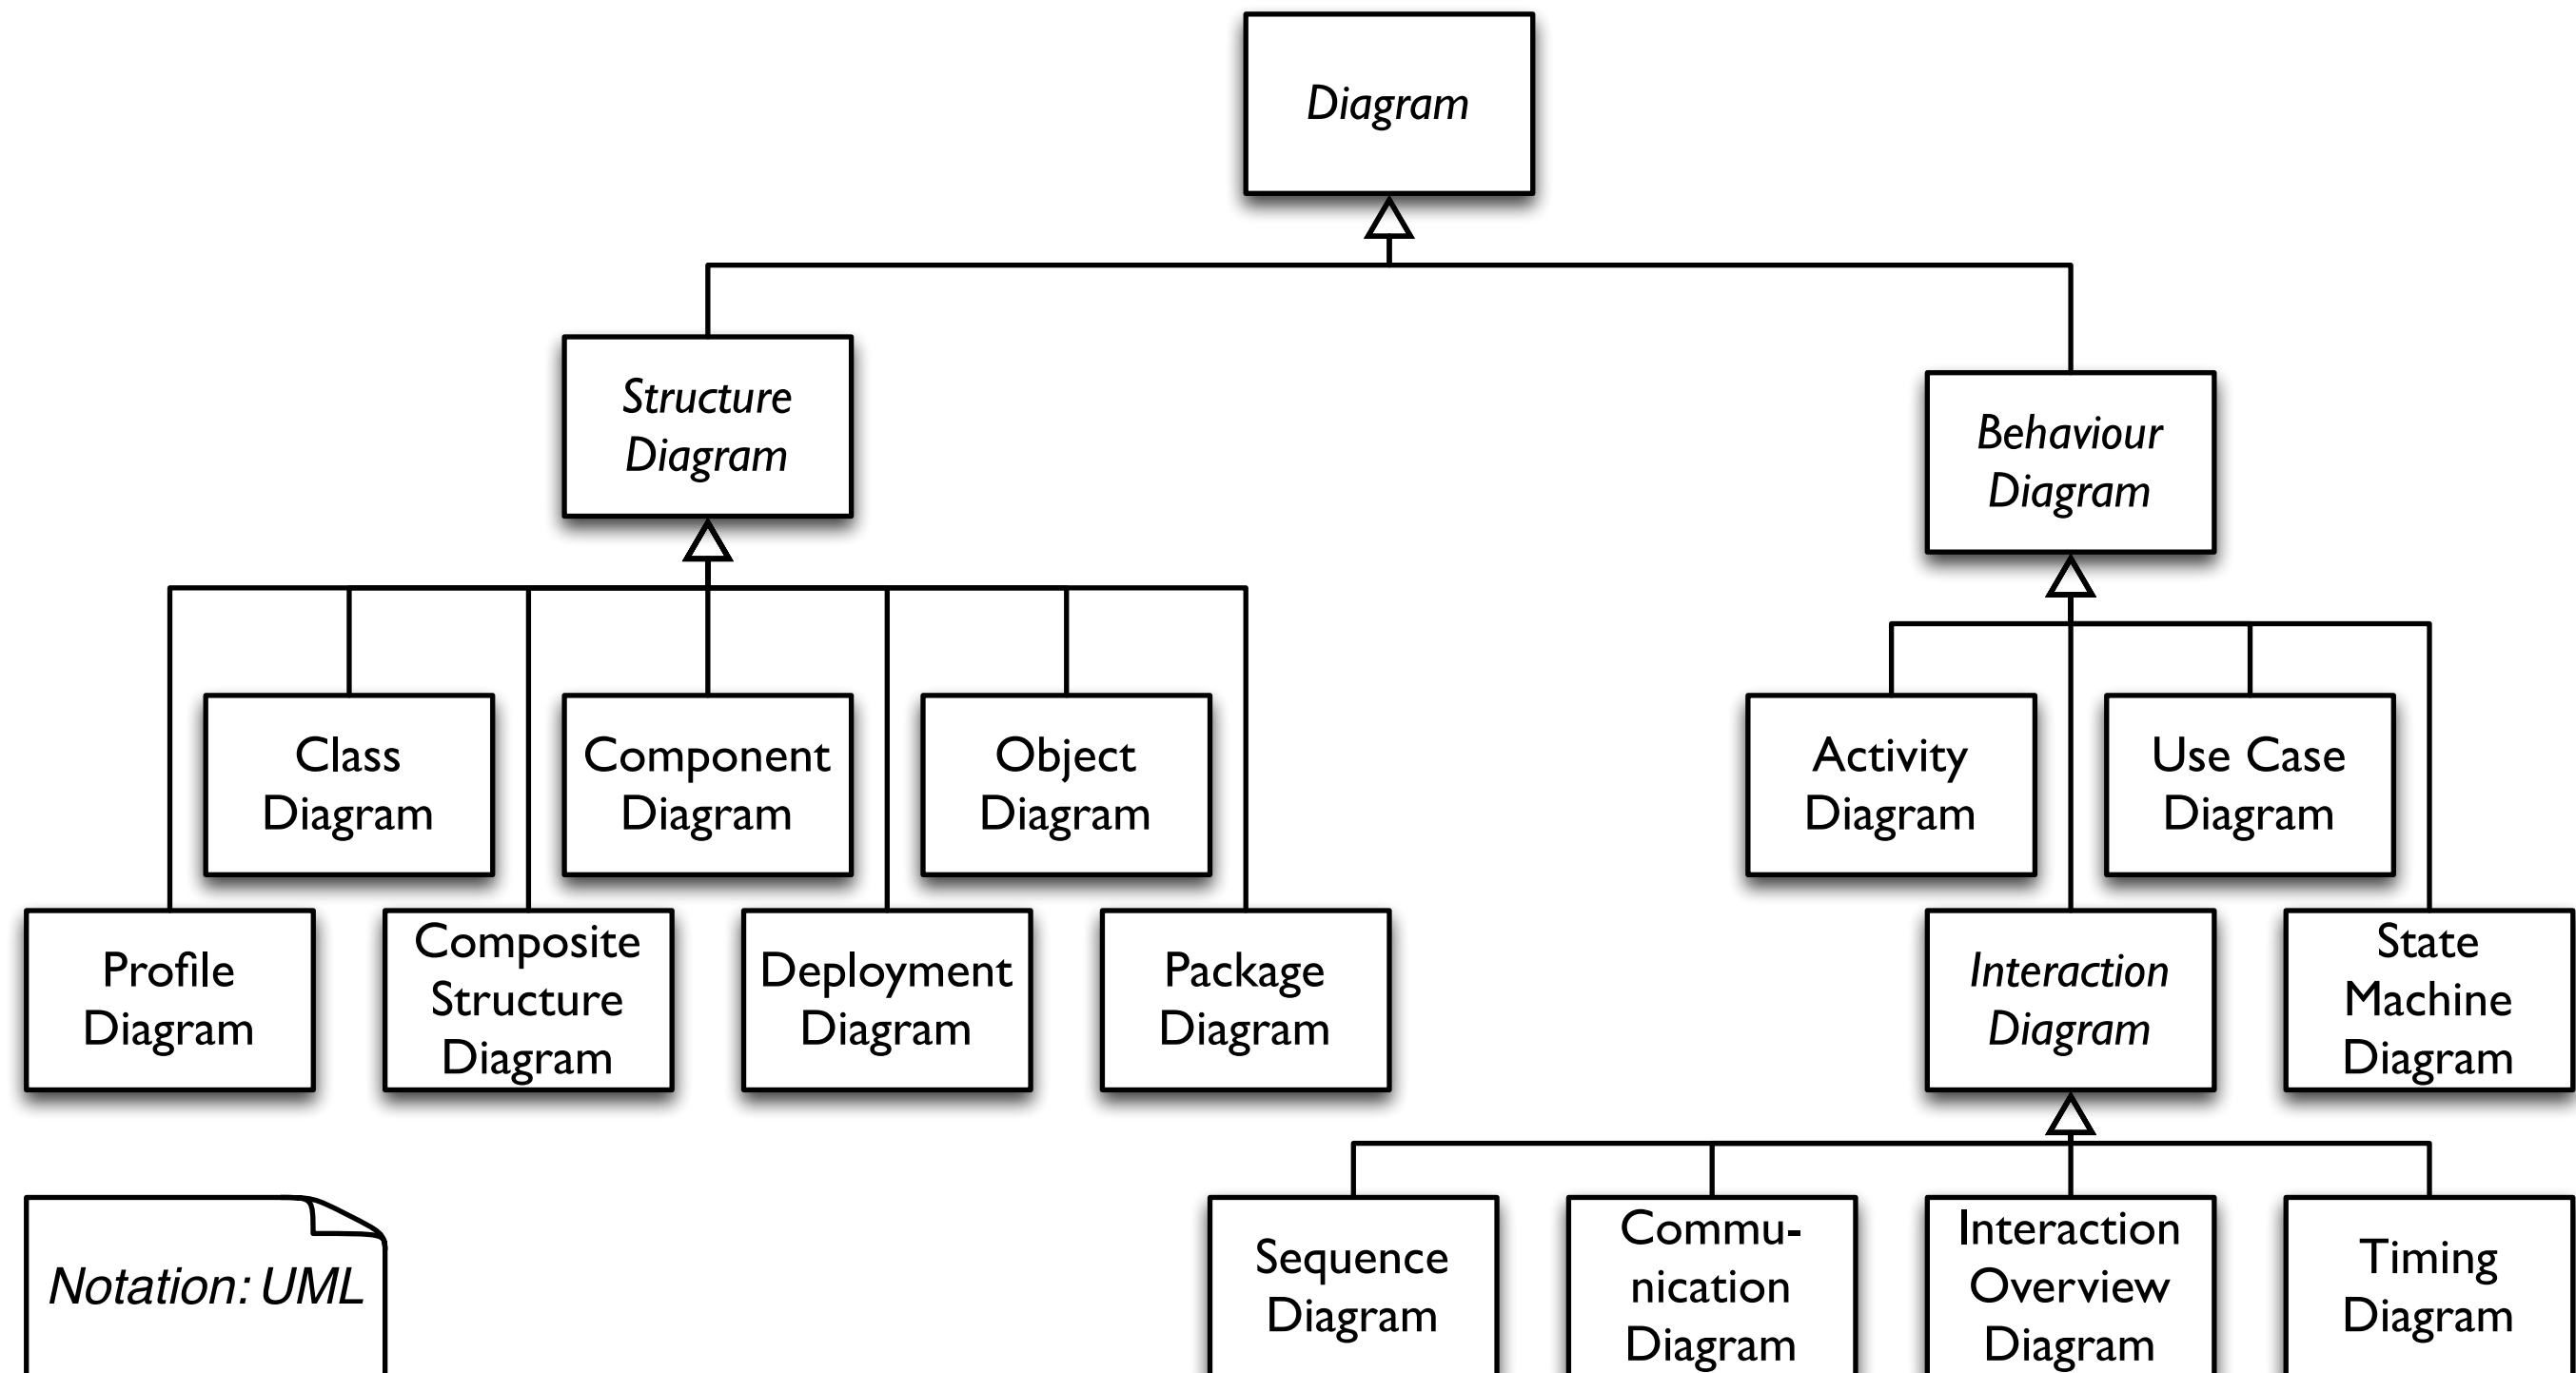 Diagram
Structure
Diagram
Behaviour
Diagram
Class
Diagram
Component
Diagram
Object
Diagram
Activity
Diagram
Use Case
Diagram
Profile
Diagram
Composite
Structure
Diagram
Deployment
Diagram
Package
Diagram
Interaction
Diagram
State
Machine
Diagram
Notation: UML
Sequence
Diagram
Commu-
nication
Diagram
Interaction
Overview
Diagram
Timing
Diagram